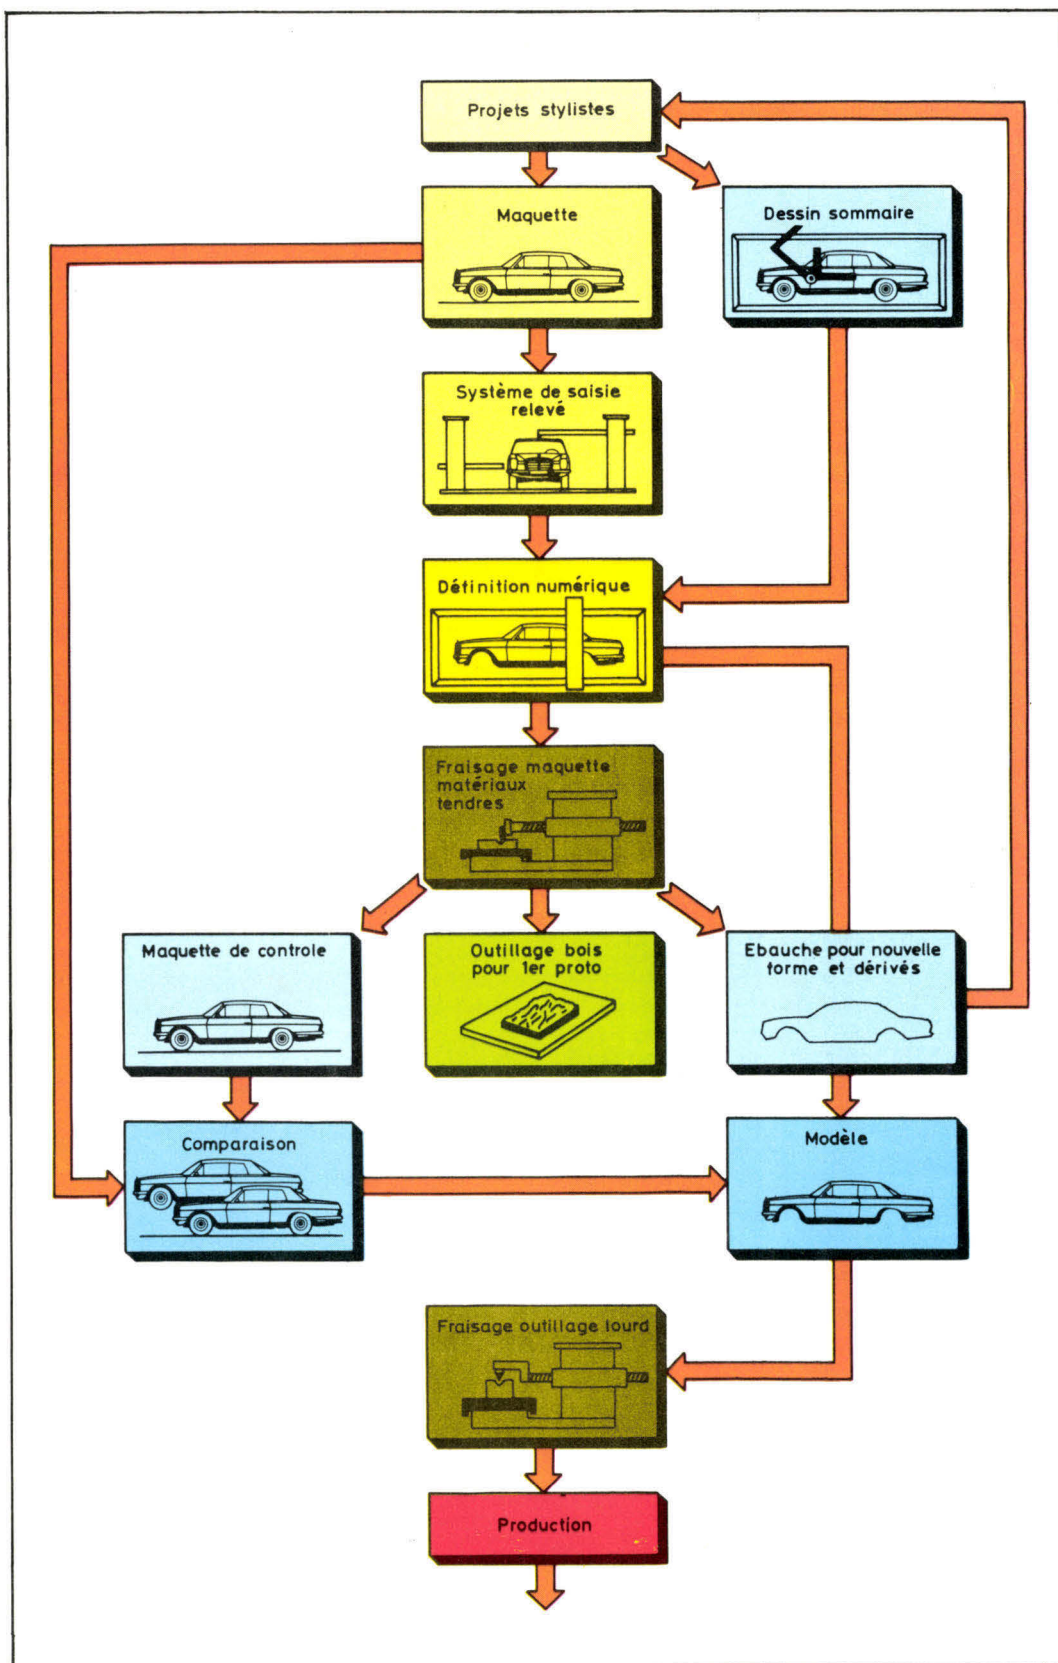 Projets stylistes
Maquette
Dessin sommaire
Système de saisie
relevé
Définition numérique
Fraisage maquette
matériaux
tendres
Maquette de controle
Outillage bois
pour 1er proto
Ebauche pour nouvelle
forme et dérivés
Comparaison
Modèle
Fraisage outillage lourd
Production